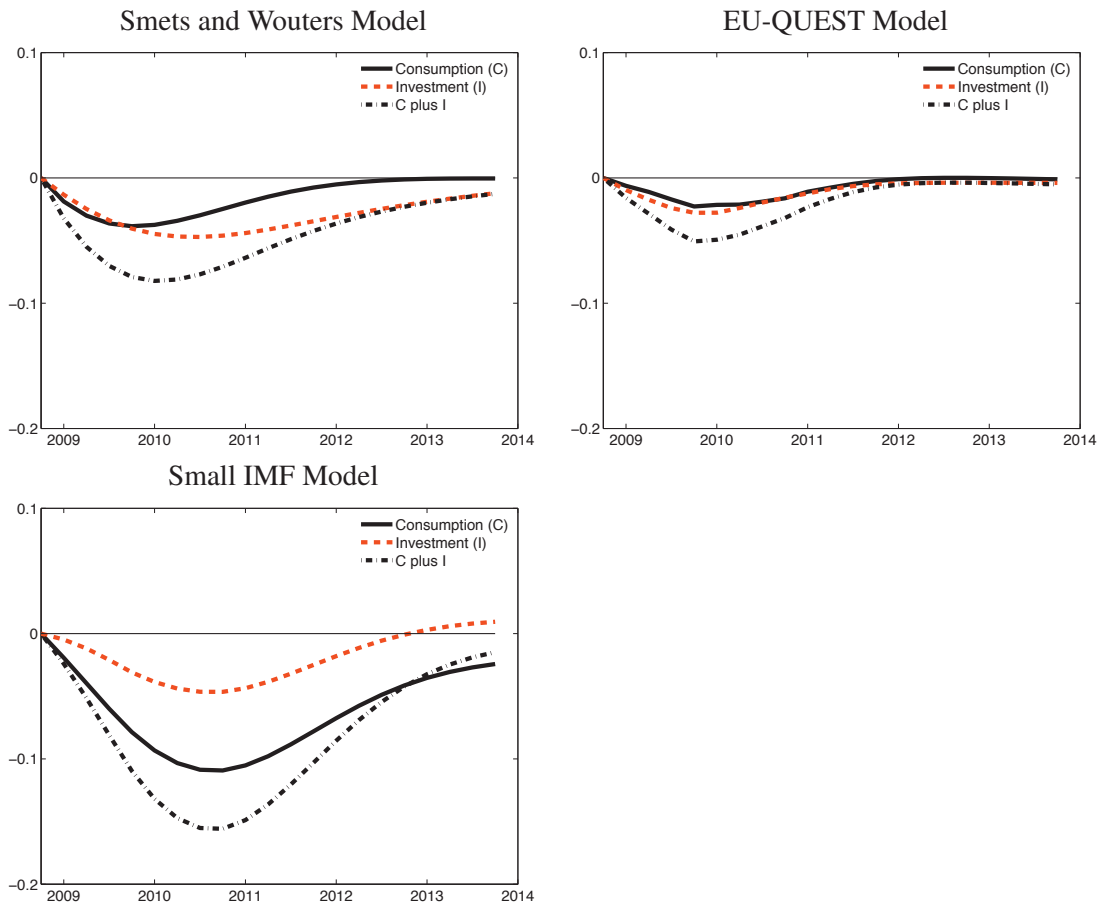 Smets and Wouters Model
0.1
Consumption (C)
Investment (I)
C plus I
0
−0.1
−0.2
2009 2010 2011 2012 2013 2014
EU-QUEST Model
0.1
Consumption (C)
Investment (I)
C plus I
0
−0.1
−0.2
2009 2010 2011 2012 2013 2014
Small IMF Model
0.1
Consumption (C)
Investment (I)
C plus I
0
−0.1
−0.2
2009 2010 2011 2012 2013 2014